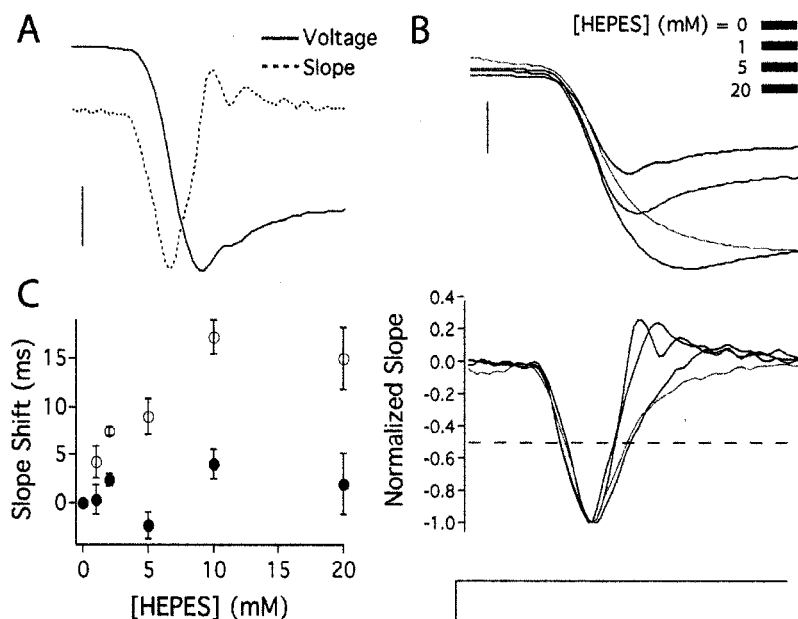 A
Voltage
Slope
B
[HEPES] (mM) = 0
1
5
20
C
Slope Shift (ms)
15
10
5
0
0
5
10
15
20
[HEPES] (mM)
Normalized Slope
0.4
0.2
0.0
-0.2
-0.4
-0.6
-0.8
-1.0